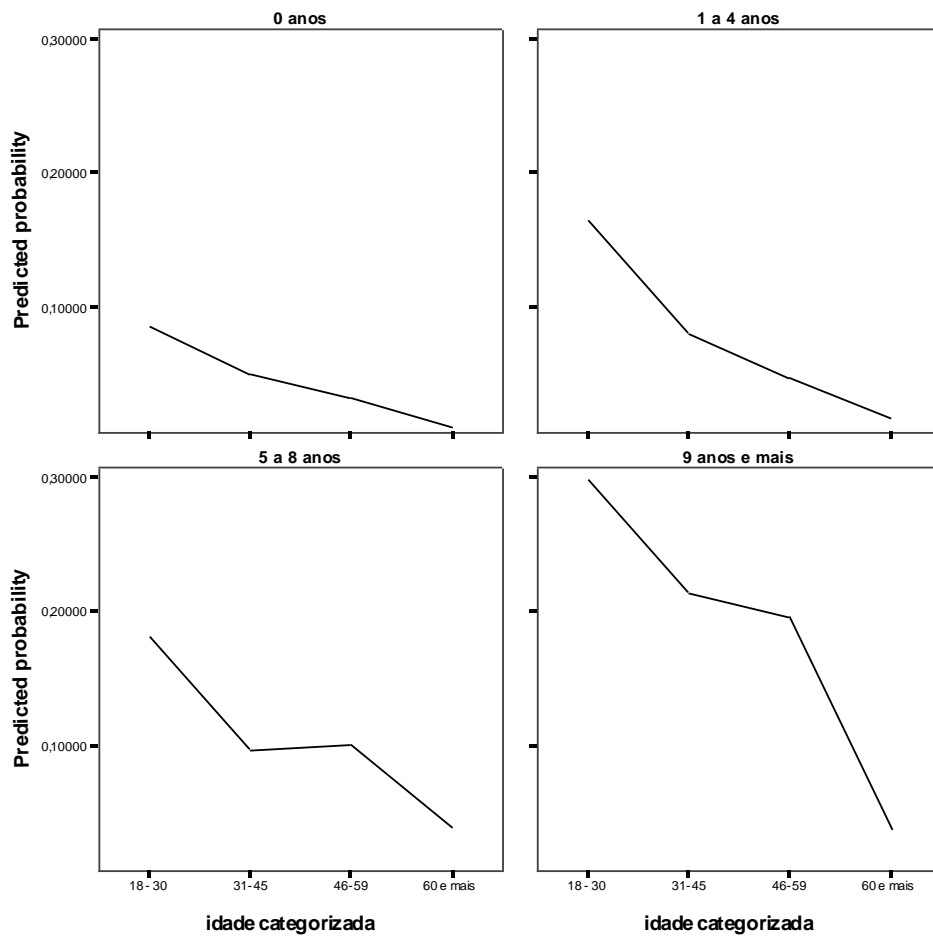 0 anos
1 a 4 anos
0,30000
0,20000
0,10000
Predicted probability
5 a 8 anos
9 anos e mais
0,30000
0,20000
0,10000
Predicted probability
18 - 30
31-45
46-59
60 e mais
18 - 30
31-45
46-59
60 e mais
idade categorizada
idade categorizada